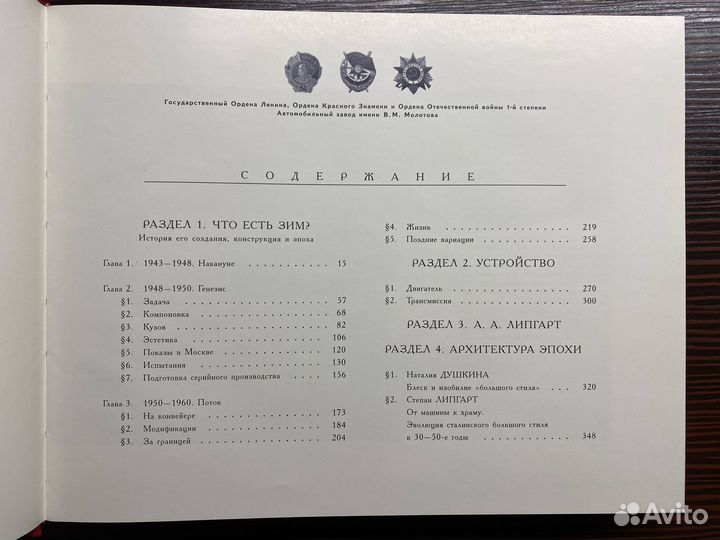 Государственный Ордена Ленина, Ордена Красного Знамени и Ордена Отечественной войны 1-й степени
Автомобильный завод имени В. М. Молотова
СОДЕРЖАНИЕ
РАЗДЕЛ 1. ЧТО ЕСТЬ ЗИМ?
История его создания, конструкция и эпоха
Глава 1. 1943—1948. Накануне . . . . . . . . . . . 15
Глава 2. 1948—1950. Генезис
§1. Задача . . . . . . . . . . . . . . . . . . 57
§2. Компоновка . . . . . . . . . . . . . . . 68
§3. Кузов . . . . . . . . . . . . . . . . . . 82
§4. Эстетика . . . . . . . . . . . . . . . . 106
§5. Показы в Москве . . . . . . . . . . . . 120
§6. Испытания . . . . . . . . . . . . . . . 130
§7. Подготовка серийного производства . . . . . . 156
Глава 3. 1950—1960. Поток
§1. На конвейере . . . . . . . . . . . . . . 173
§2. Модификации . . . . . . . . . . . . . . 184
§3. За границей . . . . . . . . . . . . . . . 204
§4. Жизнь . . . . . . . . . . . . . . . . . 219
§5. Поздние вариации . . . . . . . . . . . . 258
РАЗДЕЛ 2. УСТРОЙСТВО
§1. Двигатель . . . . . . . . . . . . . . . . 270
§2. Трансмиссия . . . . . . . . . . . . . . . 300
РАЗДЕЛ 3. А. А. ЛИПГАРТ
РАЗДЕЛ 4. АРХИТЕКТУРА ЭПОХИ
§1. Наталия ДУШКИНА
Блеск и изобилие «большого стиля» . . . 320
§2. Степан ЛИПГАРТ
От машины к храму.
Эволюция сталинского большого стиля
в 30—50-е годы . . . . . . . . . . . . . 348
Avito